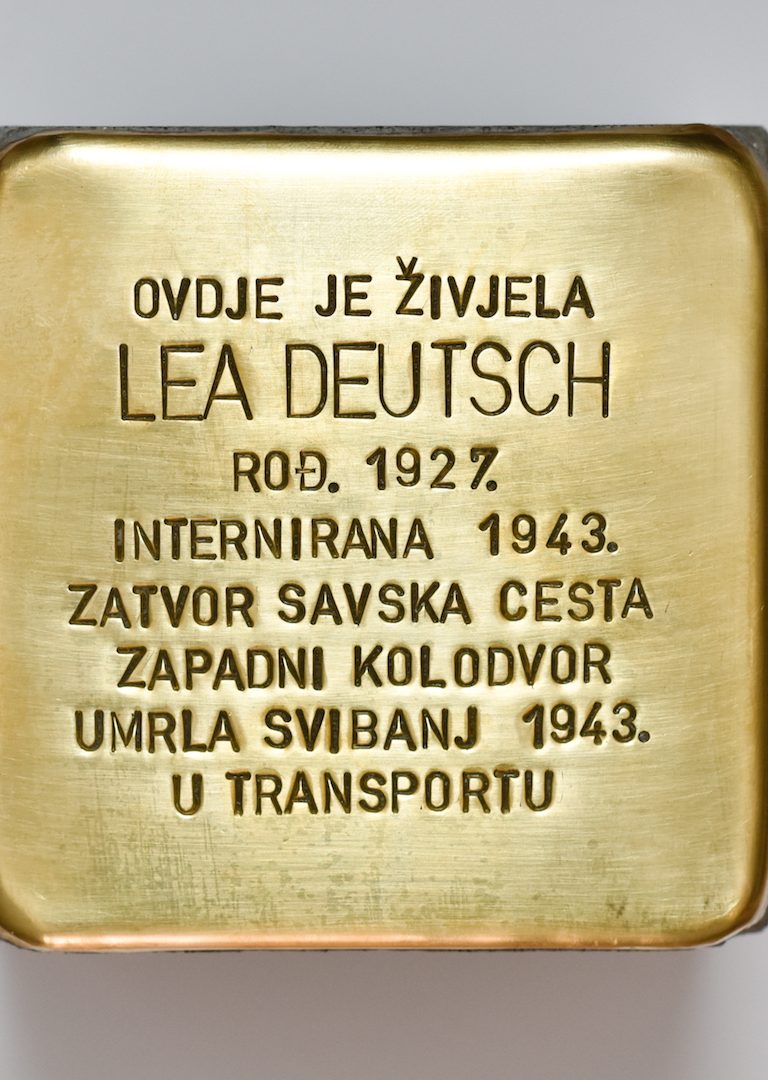 OVDJE JE ŽIVJELA
LEA DEUTSCH
ROĐ. 1927.
INTERNIRANA 1943.
ZATVOR SAVSKA CESTA
ZAPADNI KOLODVOR
UMRLA SVIBANJ 1943.
U TRANSPORTU